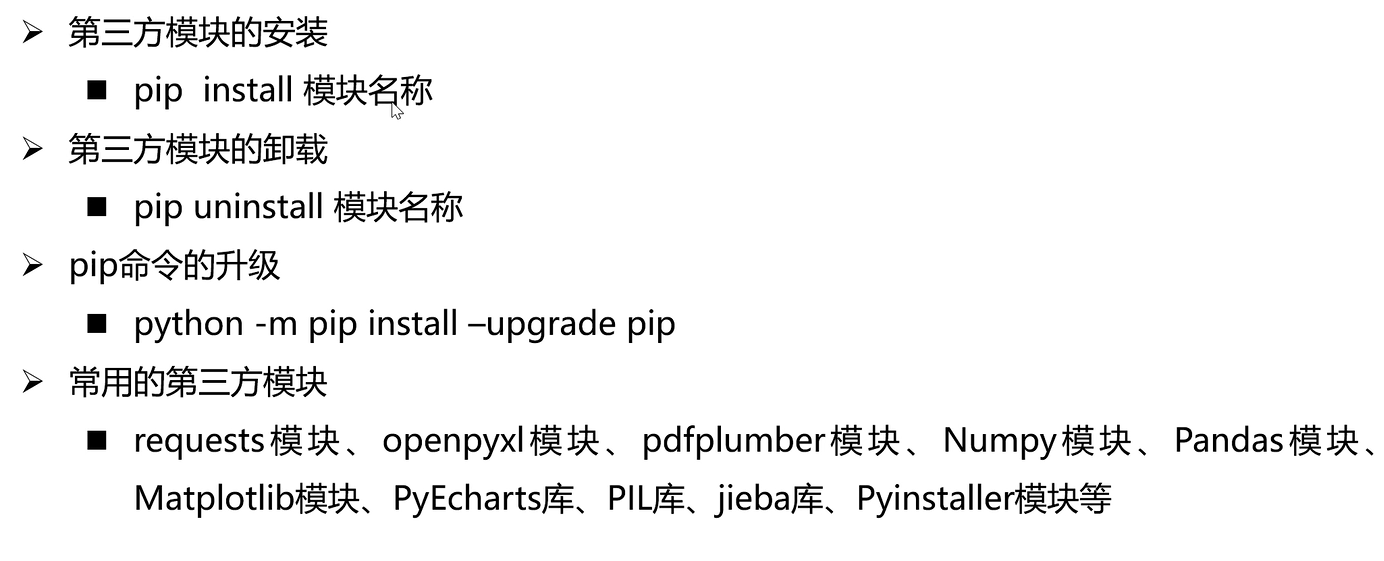 第三方模块的安装
pip  install 模块名称
第三方模块的卸载
pip uninstall 模块名称
pip命令的升级
python -m pip install –upgrade pip
常用的第三方模块
requests模块、openpyxl模块、pdfplumber模块、Numpy模块、Pandas模块、
Matplotlib模块、PyEcharts库、PIL库、jieba库、Pyinstaller模块等